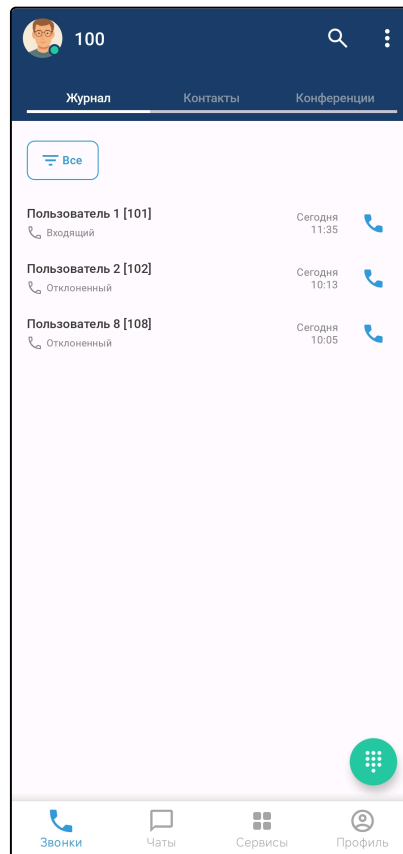 100
Журнал Контакты Конференции
Все
Пользователь 1 [101]
Входящий
Сегодня
11:35
Пользователь 2 [102]
Отклоненный
Сегодня
10:13
Пользователь 8 [108]
Отклоненный
Сегодня
10:05
Звонки Чаты Сервисы Профиль